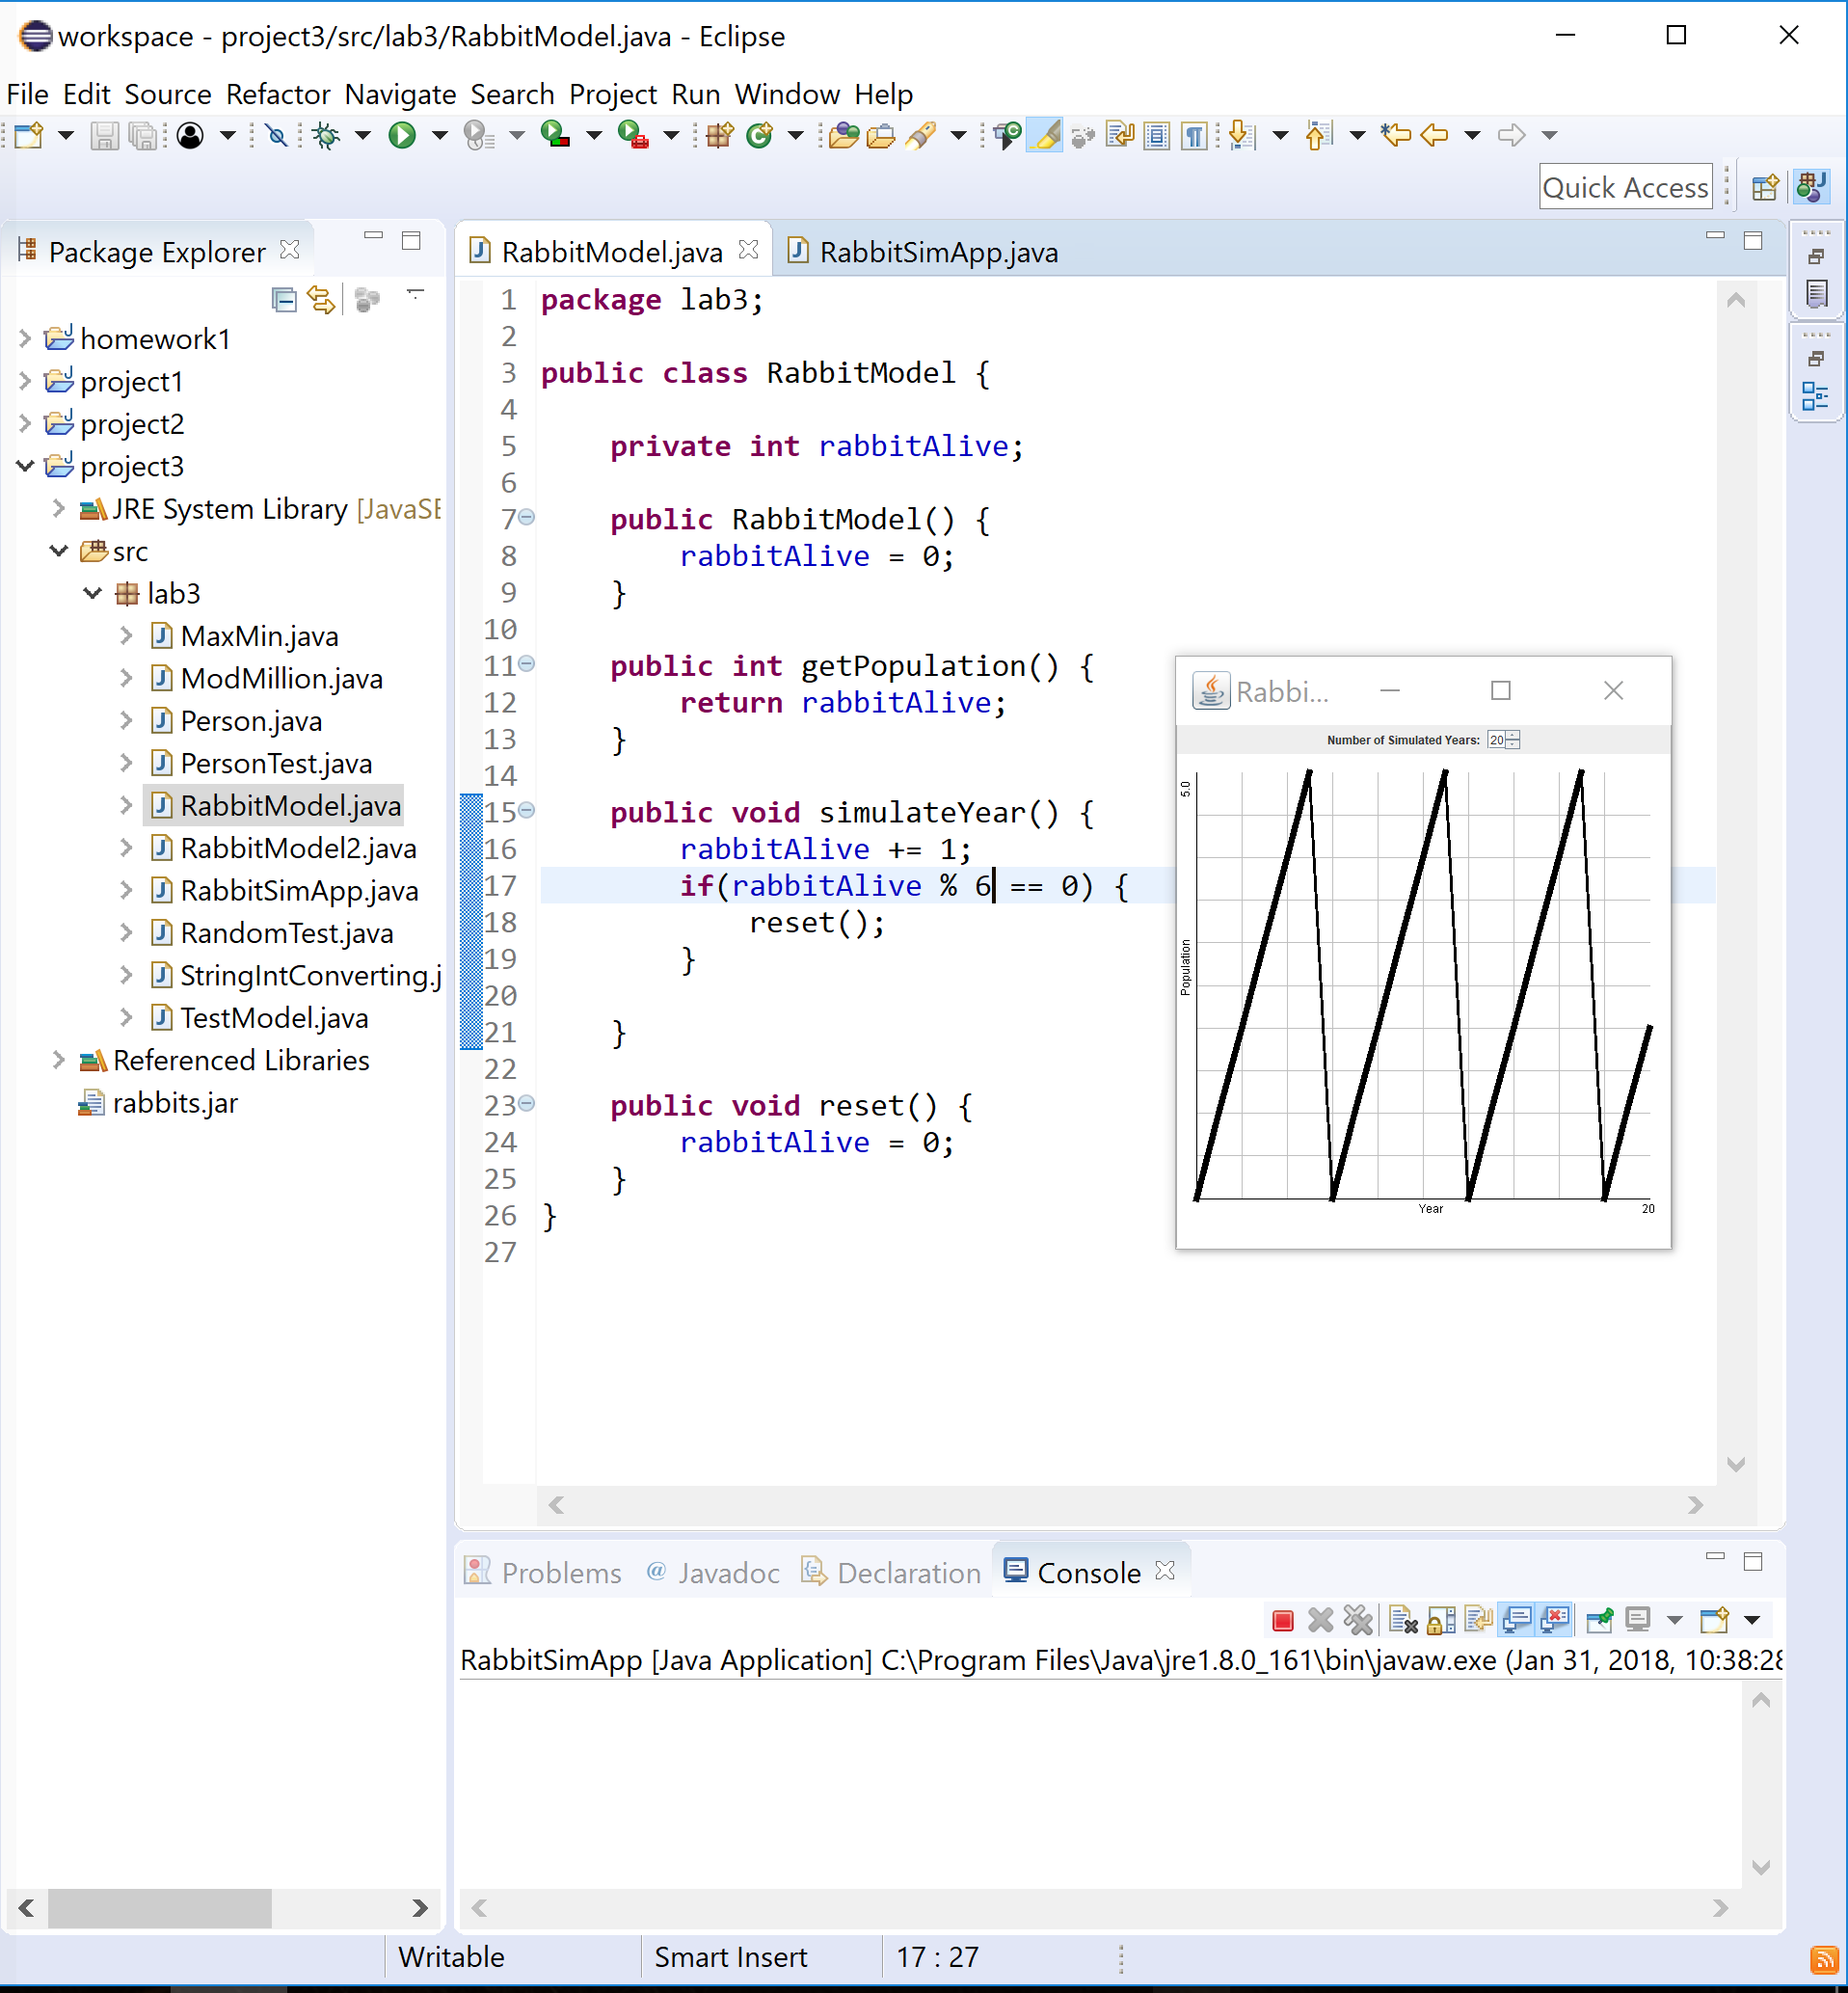 workspace - project3/src/lab3/RabbitModel.java - Eclipse
File Edit Source Refactor Navigate Search Project Run Window Help
Quick Access
Package Explorer
homework1
project1
project2
project3
JRE System Library [JavaSE
src
lab3
MaxMin.java
ModMillion.java
Person.java
PersonTest.java
RabbitModel.java
RabbitModel2.java
RabbitSimApp.java
RandomTest.java
StringIntConverting.j
TestModel.java
Referenced Libraries
rabbits.jar
RabbitModel.java RabbitSimApp.java
1 package lab3;
2
3 public class RabbitModel {
4
5 private int rabbitAlive;
6
7 public RabbitModel() {
8 rabbitAlive = 0;
9 }
10
11 public int getPopulation() {
12 return rabbitAlive;
13 }
14
15 public void simulateYear() {
16 rabbitAlive += 1;
17 if(rabbitAlive % 6 == 0) {
18 reset();
19 }
20
21 }
22
23 public void reset() {
24 rabbitAlive = 0;
25 }
26 }
27
Rabbi...
Number of Simulated Years: 20
5.0
Population
Year
20
Problems @ Javadoc Declaration Console
RabbitSimApp [Java Application] C:\Program Files\Java\jre1.8.0_161\bin\javaw.exe (Jan 31, 2018, 10:38:28
Writable Smart Insert 17 : 27